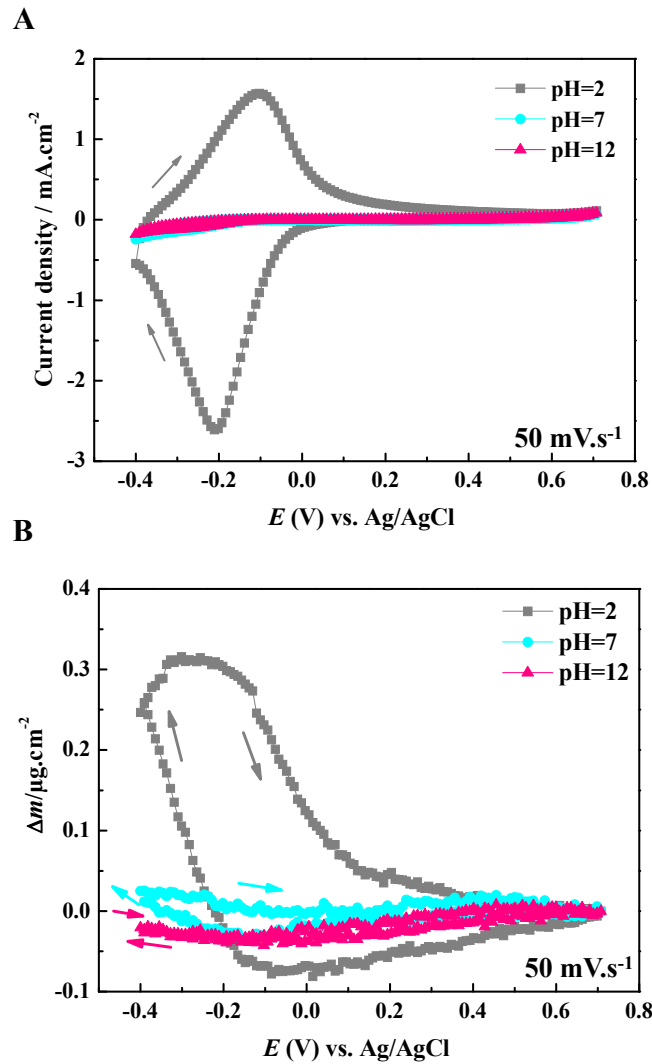 A
2
1
0
-1
-2
-3
Current density / mA.cm⁻²
pH=2
pH=7
pH=12
50 mV.s⁻¹
-0.4
-0.2
0.0
0.2
0.4
0.6
0.8
E (V) vs. Ag/AgCl
B
0.4
0.3
0.2
0.1
0.0
-0.1
Δm/µg.cm⁻²
pH=2
pH=7
pH=12
50 mV.s⁻¹
-0.4
-0.2
0.0
0.2
0.4
0.6
0.8
E (V) vs. Ag/AgCl